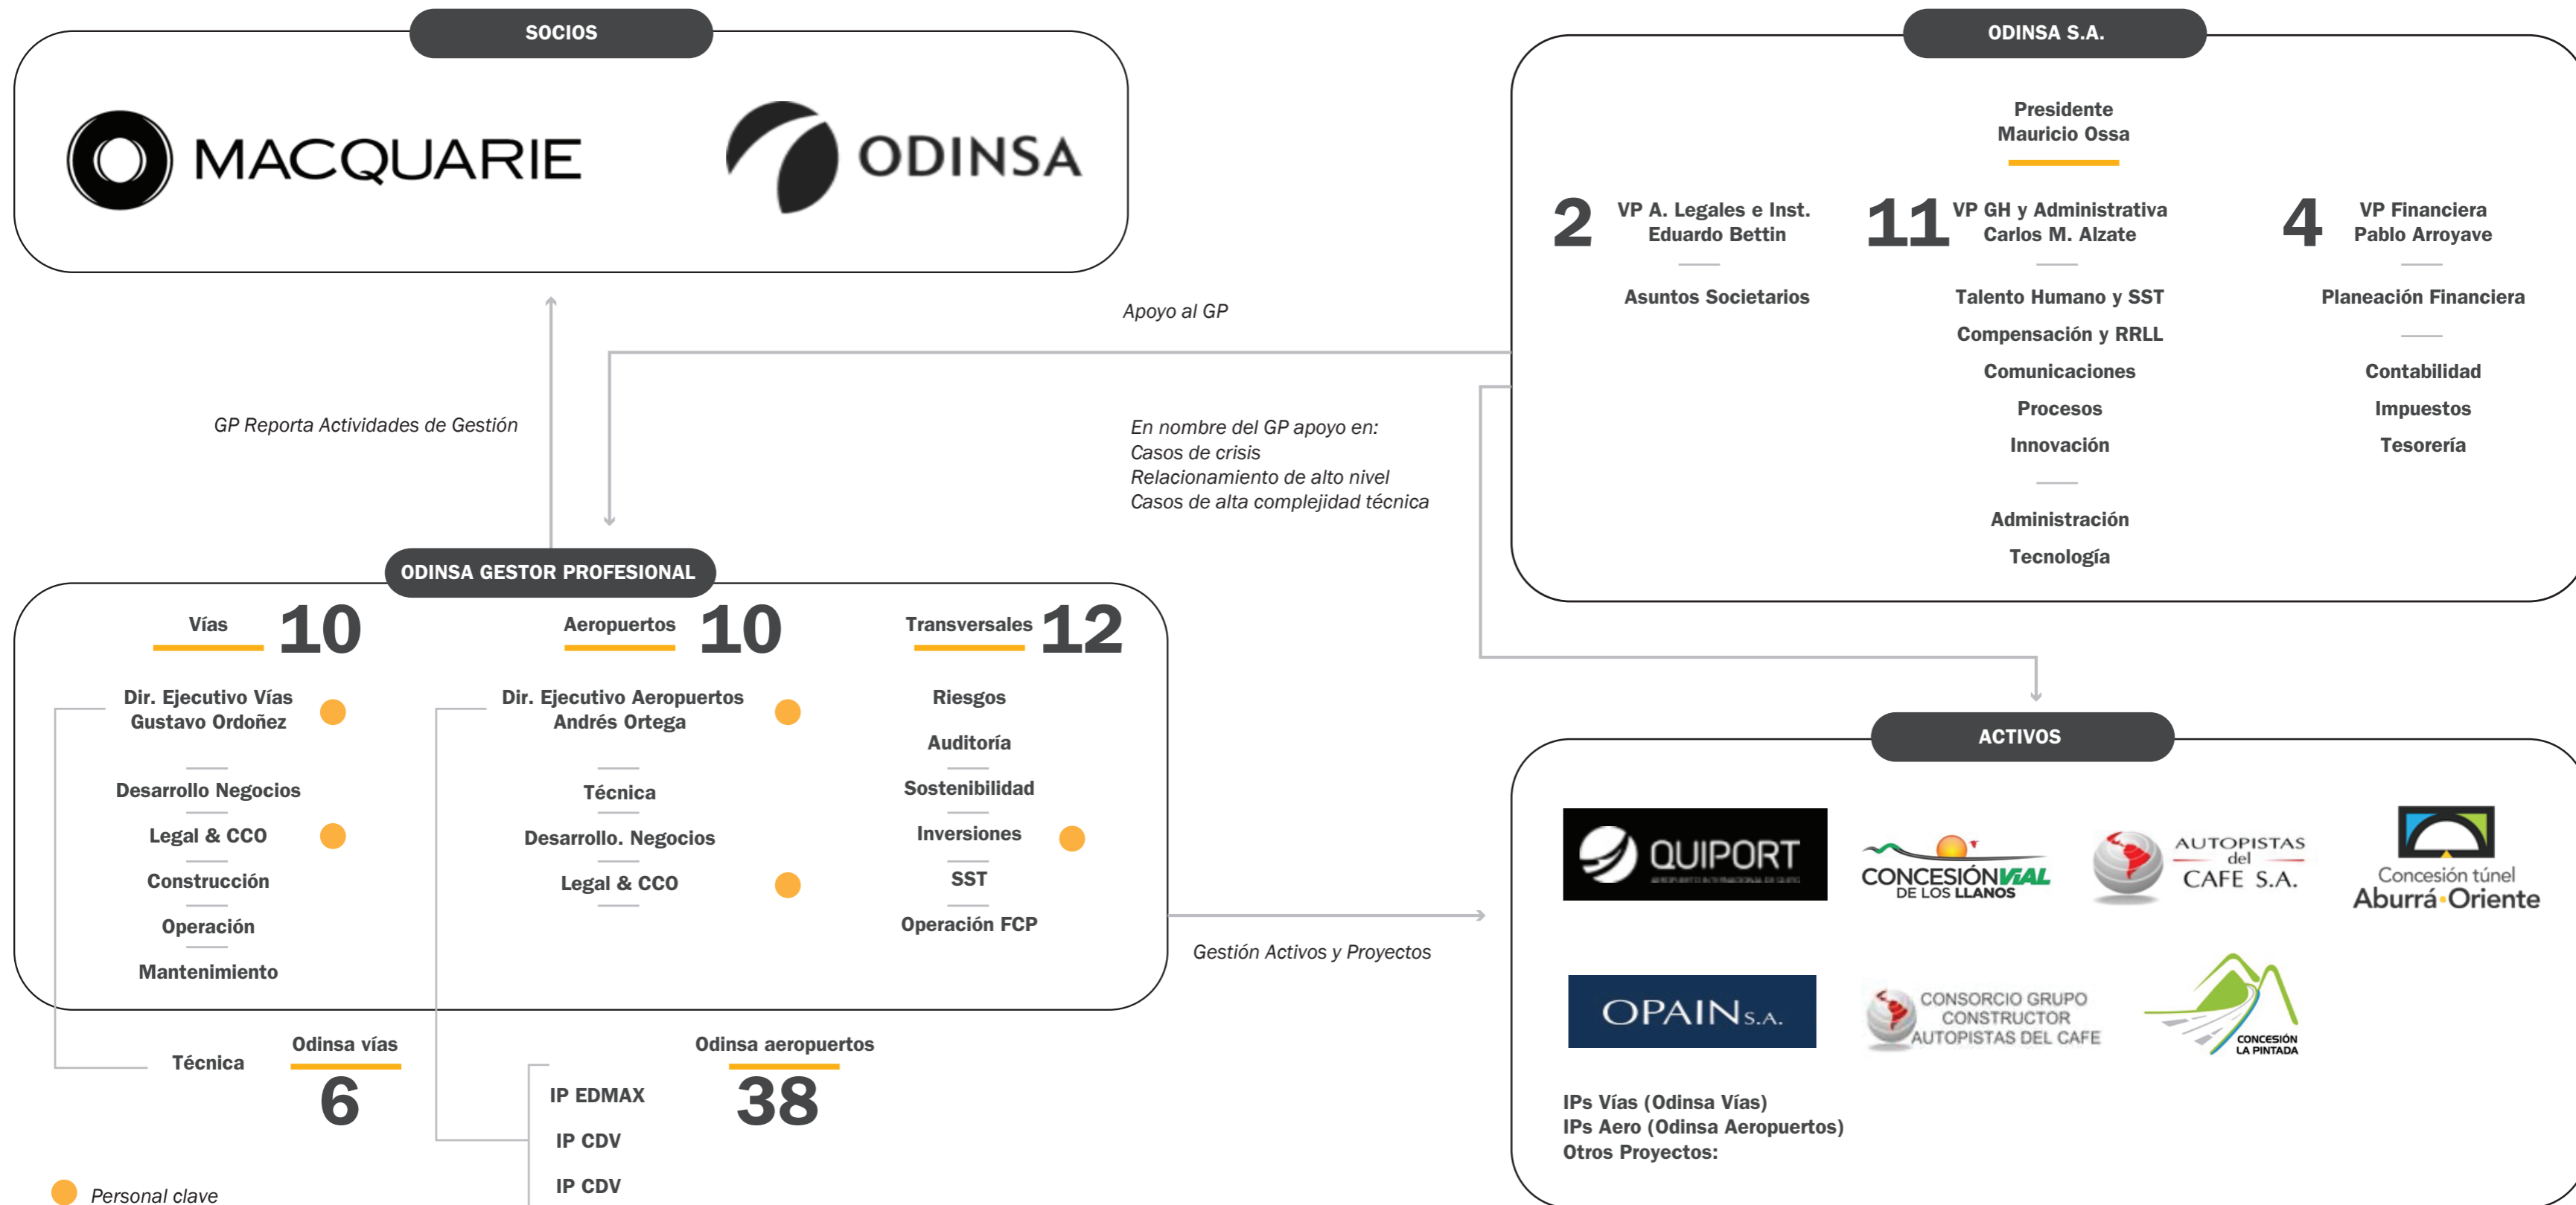 SOCIOS
MACQUARIE
ODINSA
GP Reporta Actividades de Gestión
Apoyo al GP
En nombre del GP apoyo en:
Casos de crisis
Relacionamiento de alto nivel
Casos de alta complejidad técnica
ODINSA S.A.
Presidente
Mauricio Ossa
2
VP A. Legales e Inst.
Eduardo Bettin
Asuntos Societarios
11
VP GH y Administrativa
Carlos M. Alzate
Talento Humano y SST
Compensación y RRLL
Comunicaciones
Procesos
Innovación
Administración
Tecnología
4
VP Financiera
Pablo Arroyave
Planeación Financiera
Contabilidad
Impuestos
Tesorería
ODINSA GESTOR PROFESIONAL
Vías
10
Dir. Ejecutivo Vías
Gustavo Ordoñez
Desarrollo Negocios
Legal & CCO
Construcción
Operación
Mantenimiento
Aeropuertos
10
Dir. Ejecutivo Aeropuertos
Andrés Ortega
Técnica
Desarrollo. Negocios
Legal & CCO
Transversales
12
Riesgos
Auditoría
Sostenibilidad
Inversiones
SST
Operación FCP
Técnica
Odinsa vías
6
Odinsa aeropuertos
38
IP EDMAX
IP CDV
IP CDV
Personal clave
Gestión Activos y Proyectos
ACTIVOS
QUIPORT
AEROPUERTO INTERNACIONAL DE QUITO
CONCESIÓN VIAL
DE LOS LLANOS
AUTOPISTAS
del
CAFE S.A.
Concesión túnel
Aburrá·Oriente
OPAIN S.A.
CONSORCIO GRUPO
CONSTRUCTOR
AUTOPISTAS DEL CAFE
CONCESIÓN
LA PINTADA
IPs Vías (Odinsa Vías)
IPs Aero (Odinsa Aeropuertos)
Otros Proyectos: